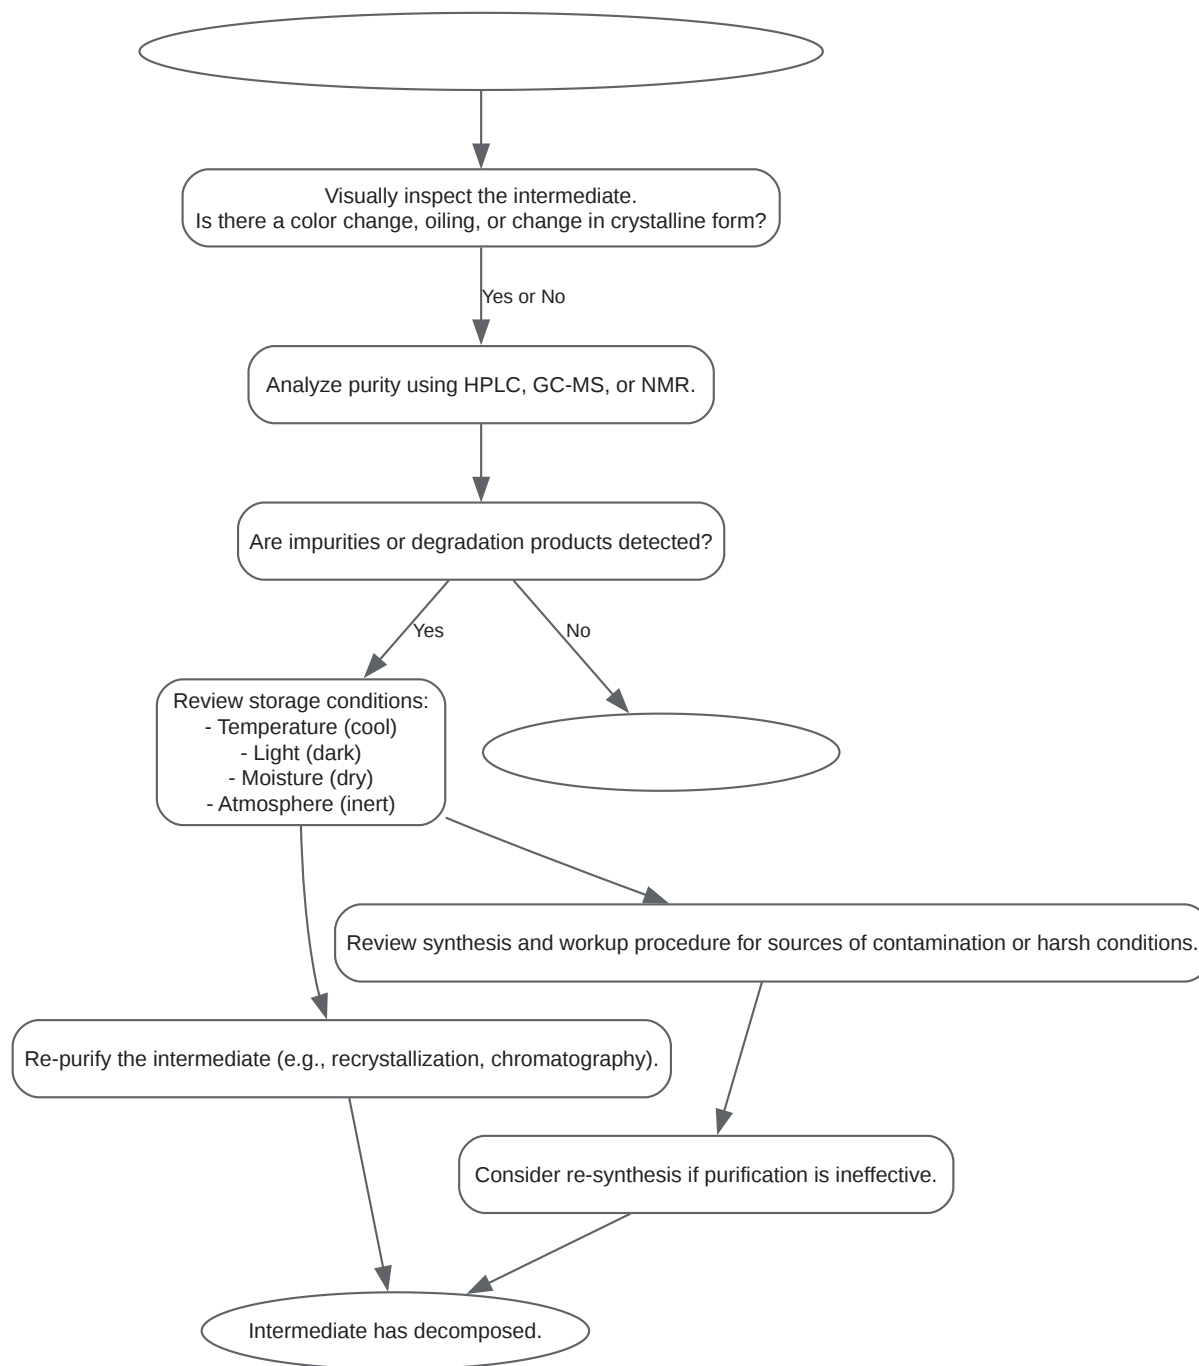 Visually inspect the intermediate.
Is there a color change, oiling, or change in crystalline form?
Yes or No
Analyze purity using HPLC, GC-MS, or NMR.
Are impurities or degradation products detected?
Yes
No
Review storage conditions:
- Temperature (cool)
- Light (dark)
- Moisture (dry)
- Atmosphere (inert)
Review synthesis and workup procedure for sources of contamination or harsh conditions.
Re-purify the intermediate (e.g., recrystallization, chromatography).
Consider re-synthesis if purification is ineffective.
Intermediate has decomposed.